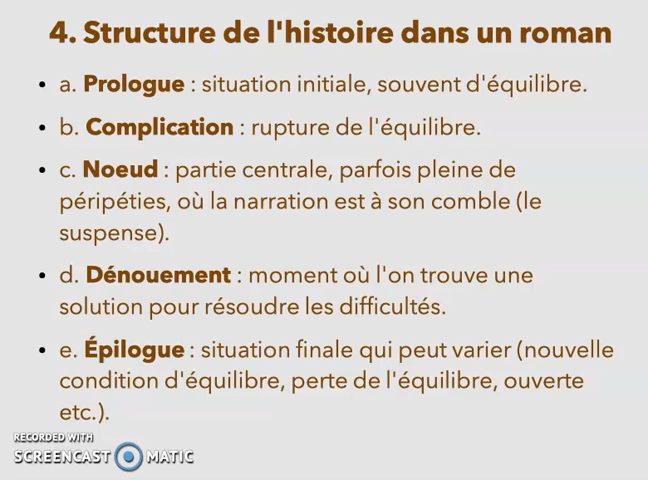 4. Structure de l'histoire dans un roman
• a. Prologue : situation initiale, souvent d'équilibre.
• b. Complication : rupture de l'équilibre.
• c. Noeud : partie centrale, parfois pleine de
péripéties, où la narration est à son comble (le
suspense).
• d. Dénouement : moment où l'on trouve une
solution pour résoudre les difficultés.
• e. Épilogue : situation finale qui peut varier (nouvelle
condition d'équilibre, perte de l'équilibre, ouverte
etc.).
RECORDED WITH
SCREENCAST MATIC